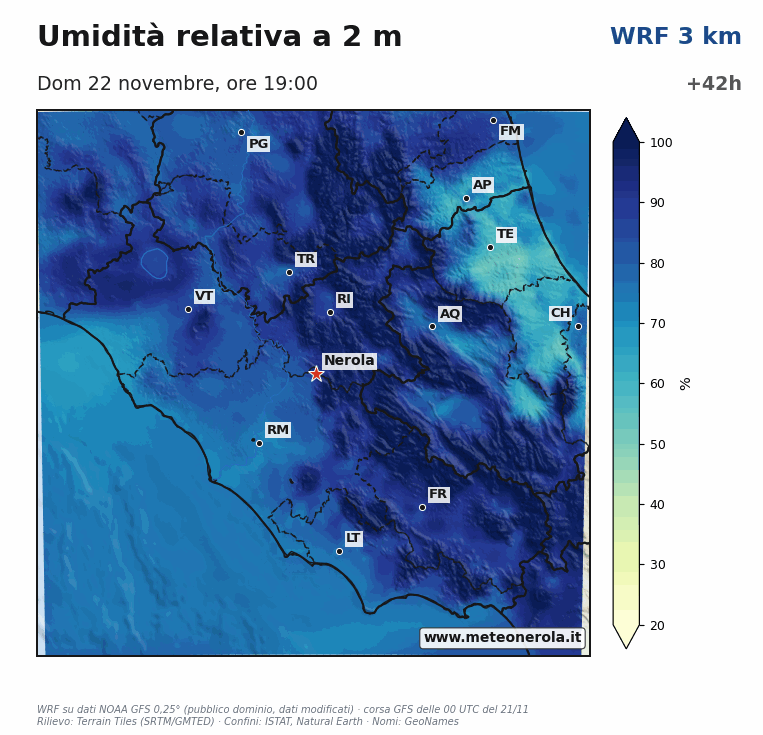 Umidità relativa a 2 m
WRF 3 km
Dom 22 novembre, ore 19:00
+42h
FM
PG
AP
TE
TR
VT
RI
AQ
CH
Nerola
RM
FR
LT
www.meteonerola.it
100
90
80
70
60
50
40
30
20
%
WRF su dati NOAA GFS 0,25° (pubblico dominio, dati modificati) · corsa GFS delle 00 UTC del 21/11
Rilievo: Terrain Tiles (SRTM/GMTED) · Confini: ISTAT, Natural Earth · Nomi: GeoNames